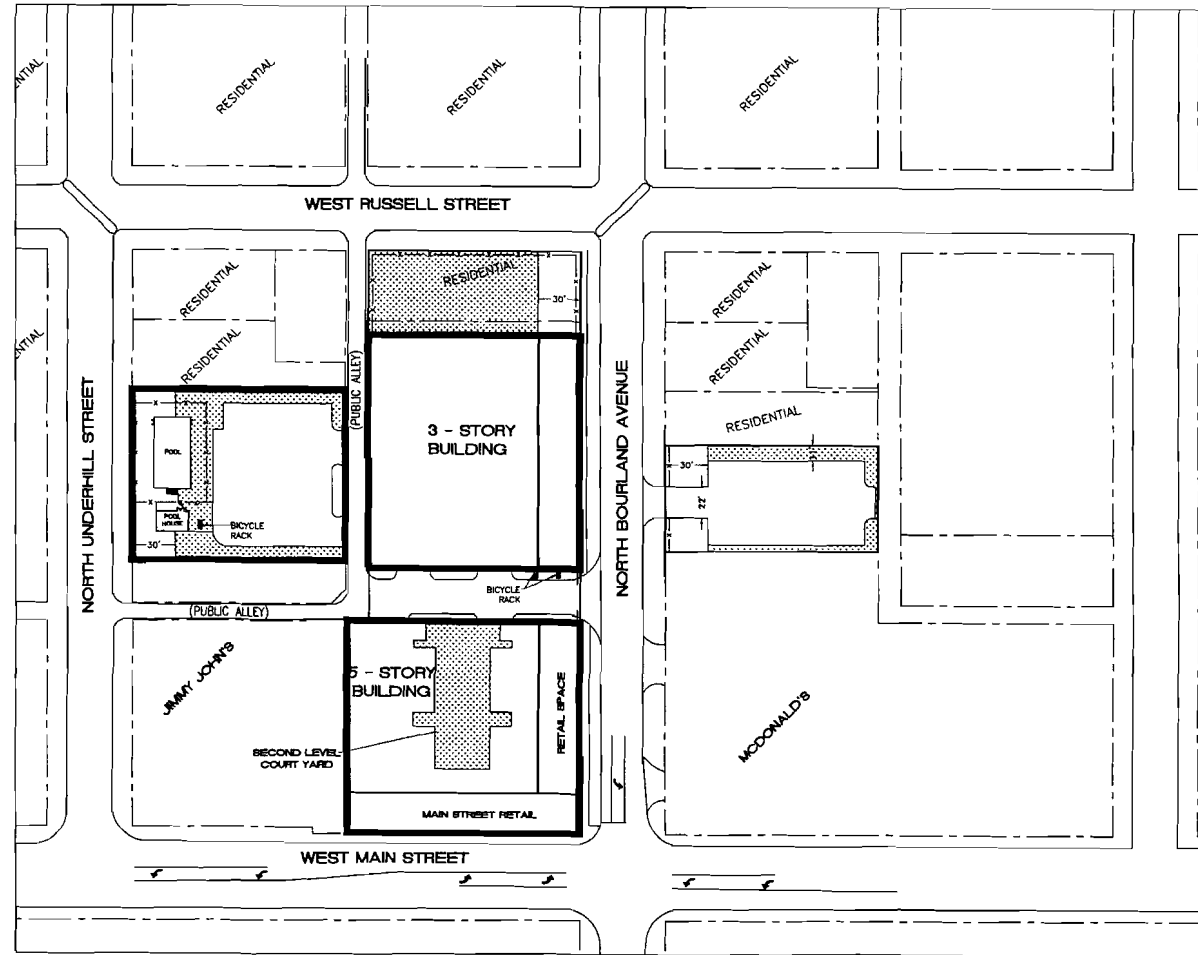 RESIDENTIAL
RESIDENTIAL
RESIDENTIAL
NTIAL
WEST RUSSELL STREET
RESIDENTIAL
RESIDENTIAL
30'
RESIDENTIAL
NTIAL
RESIDENTIAL
(PUBLIC ALLEY)
RESIDENTIAL
RESIDENTIAL
NORTH UNDERHILL STREET
3 - STORY
BUILDING
NORTH BOURLAND AVENUE
POOL
30'
22'
POOL
HOUSE
BICYCLE
RACK
30'
BICYCLE
RACK
(PUBLIC ALLEY)
JIMMY JOHN'S
5 - STORY
BUILDING
RETAIL SPACE
MCDONALD'S
SECOND LEVEL
COURT YARD
MAIN STREET RETAIL
WEST MAIN STREET